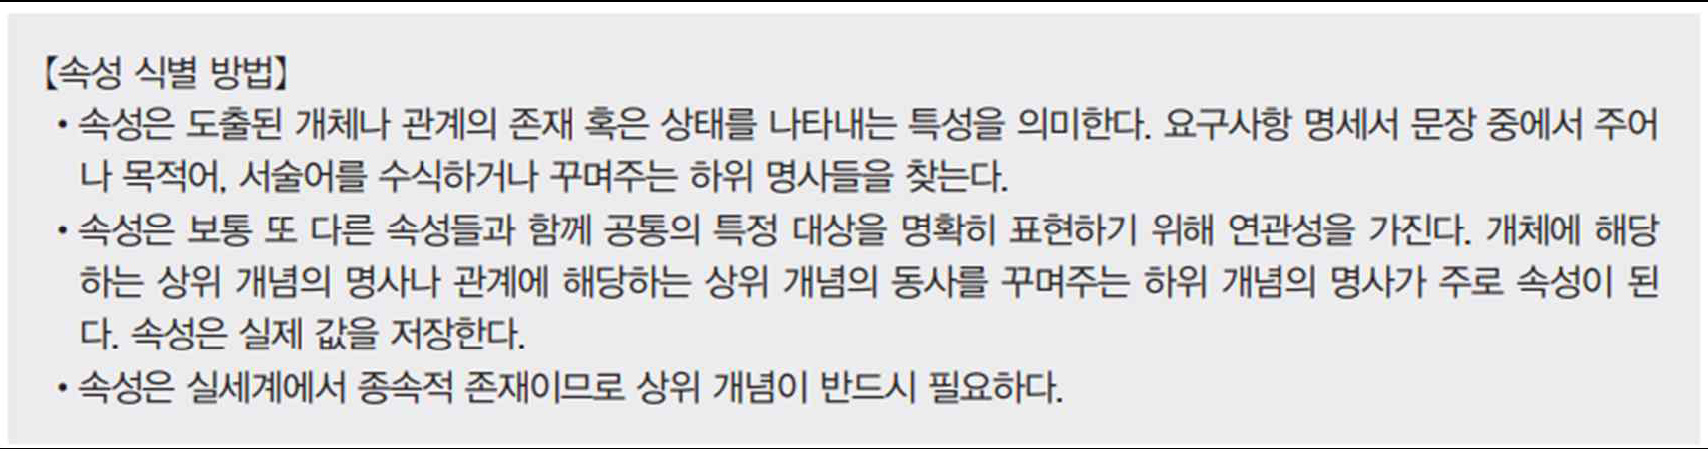 【속성 식별 방법】
• 속성은 도출된 개체나 관계의 존재 혹은 상태를 나타내는 특성을 의미한다. 요구사항 명세서 문장 중에서 주어
나 목적어, 서술어를 수식하거나 꾸며주는 하위 명사들을 찾는다.
• 속성은 보통 또 다른 속성들과 함께 공통의 특정 대상을 명확히 표현하기 위해 연관성을 가진다. 개체에 해당
하는 상위 개념의 명사나 관계에 해당하는 상위 개념의 동사를 꾸며주는 하위 개념의 명사가 주로 속성이 된
다. 속성은 실제 값을 저장한다.
• 속성은 실세계에서 종속적 존재이므로 상위 개념이 반드시 필요하다.